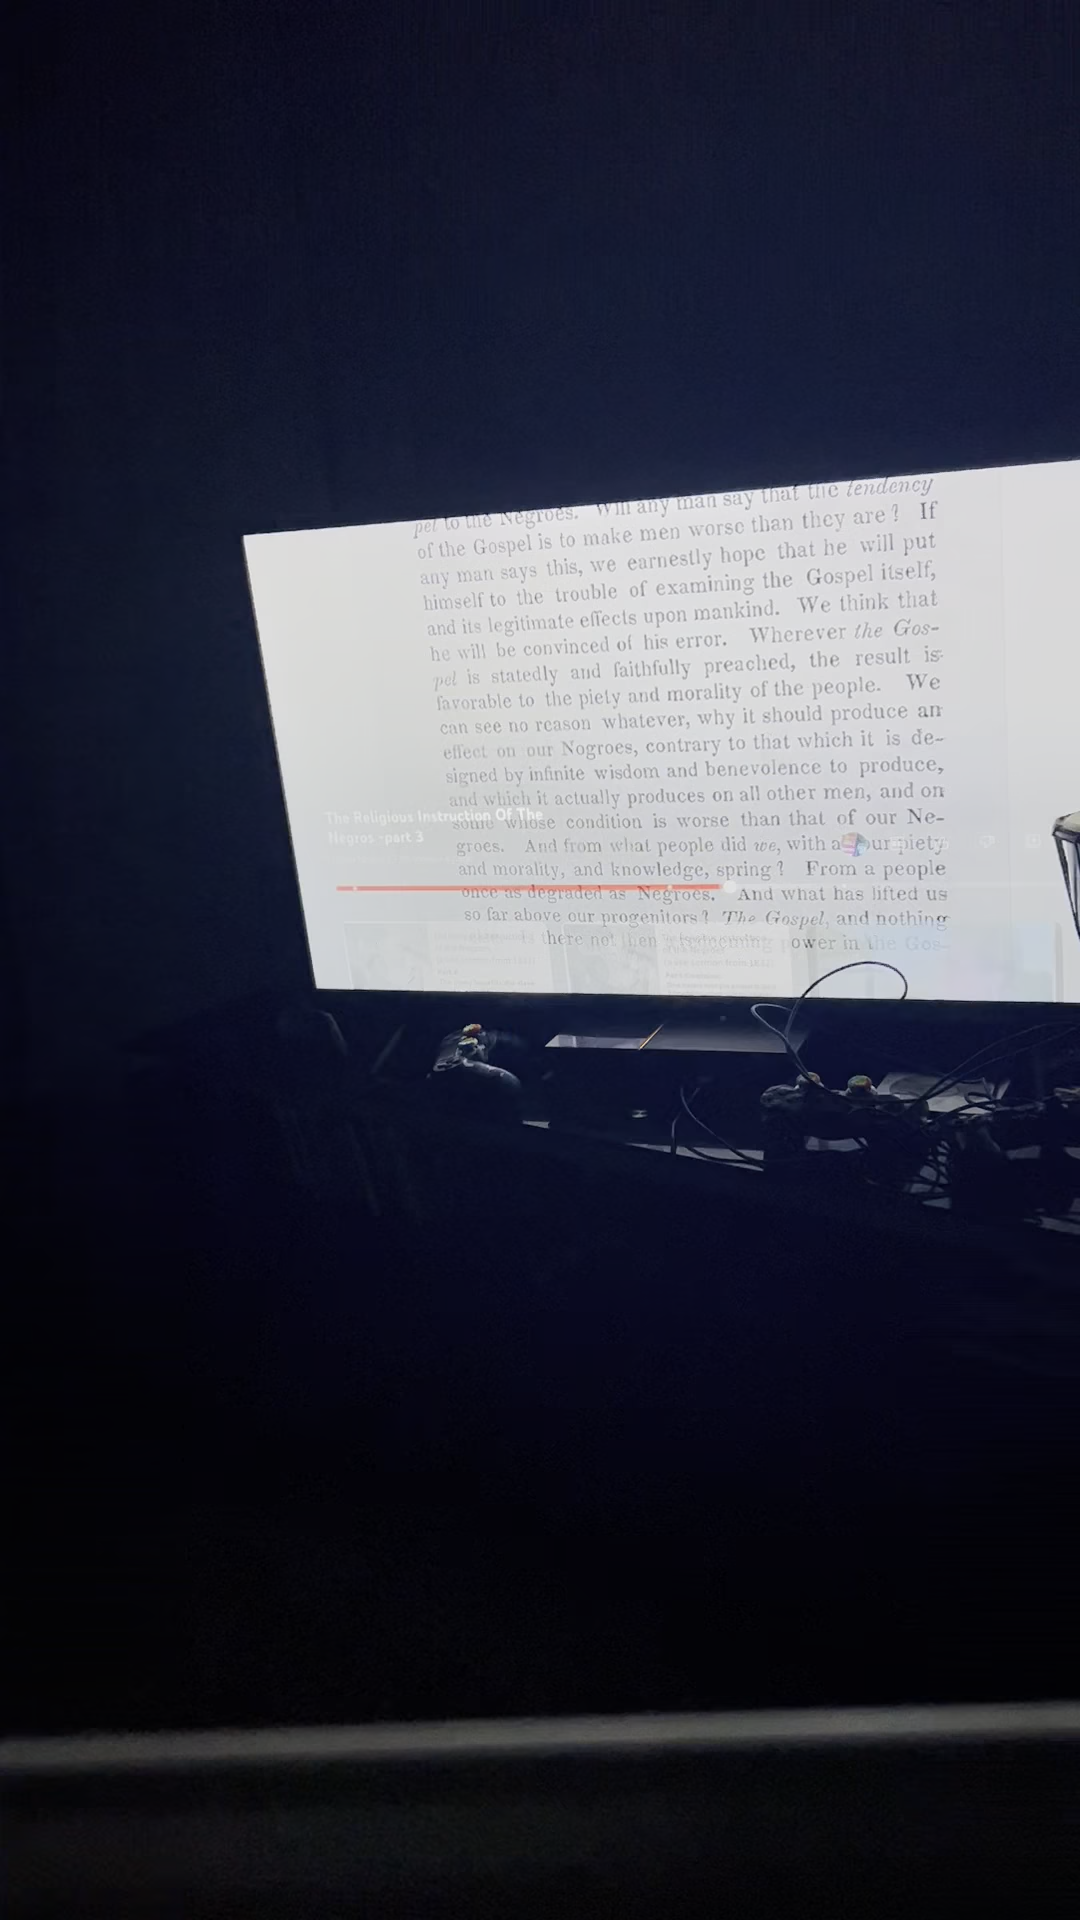 pel to the Negroes. Will any man say that the tendency
of the Gospel is to make men worse than they are? If
any man says this, we earnestly hope that he will put
himself to the trouble of examining the Gospel itself,
and its legitimate effects upon mankind. We think that
he will be convinced of his error. Wherever the Gos-
pel is statedly and faithfully preached, the result is
favorable to the piety and morality of the people. We
can see no reason whatever, why it should produce an
effect on our Nogroes, contrary to that which it is de-
signed by infinite wisdom and benevolence to produce,
and which it actually produces on all other men, and on
The Religious Instruction Of The
some whose condition is worse than that of our Ne-
Negros - part 3
groes. And from what people did we, with a our piety
and morality, and knowledge, spring? From a people
once as degraded as Negroes. And what has lifted us
so far above our progenitors? The Gospel, and nothing
there not redeeming ower in the Gos-